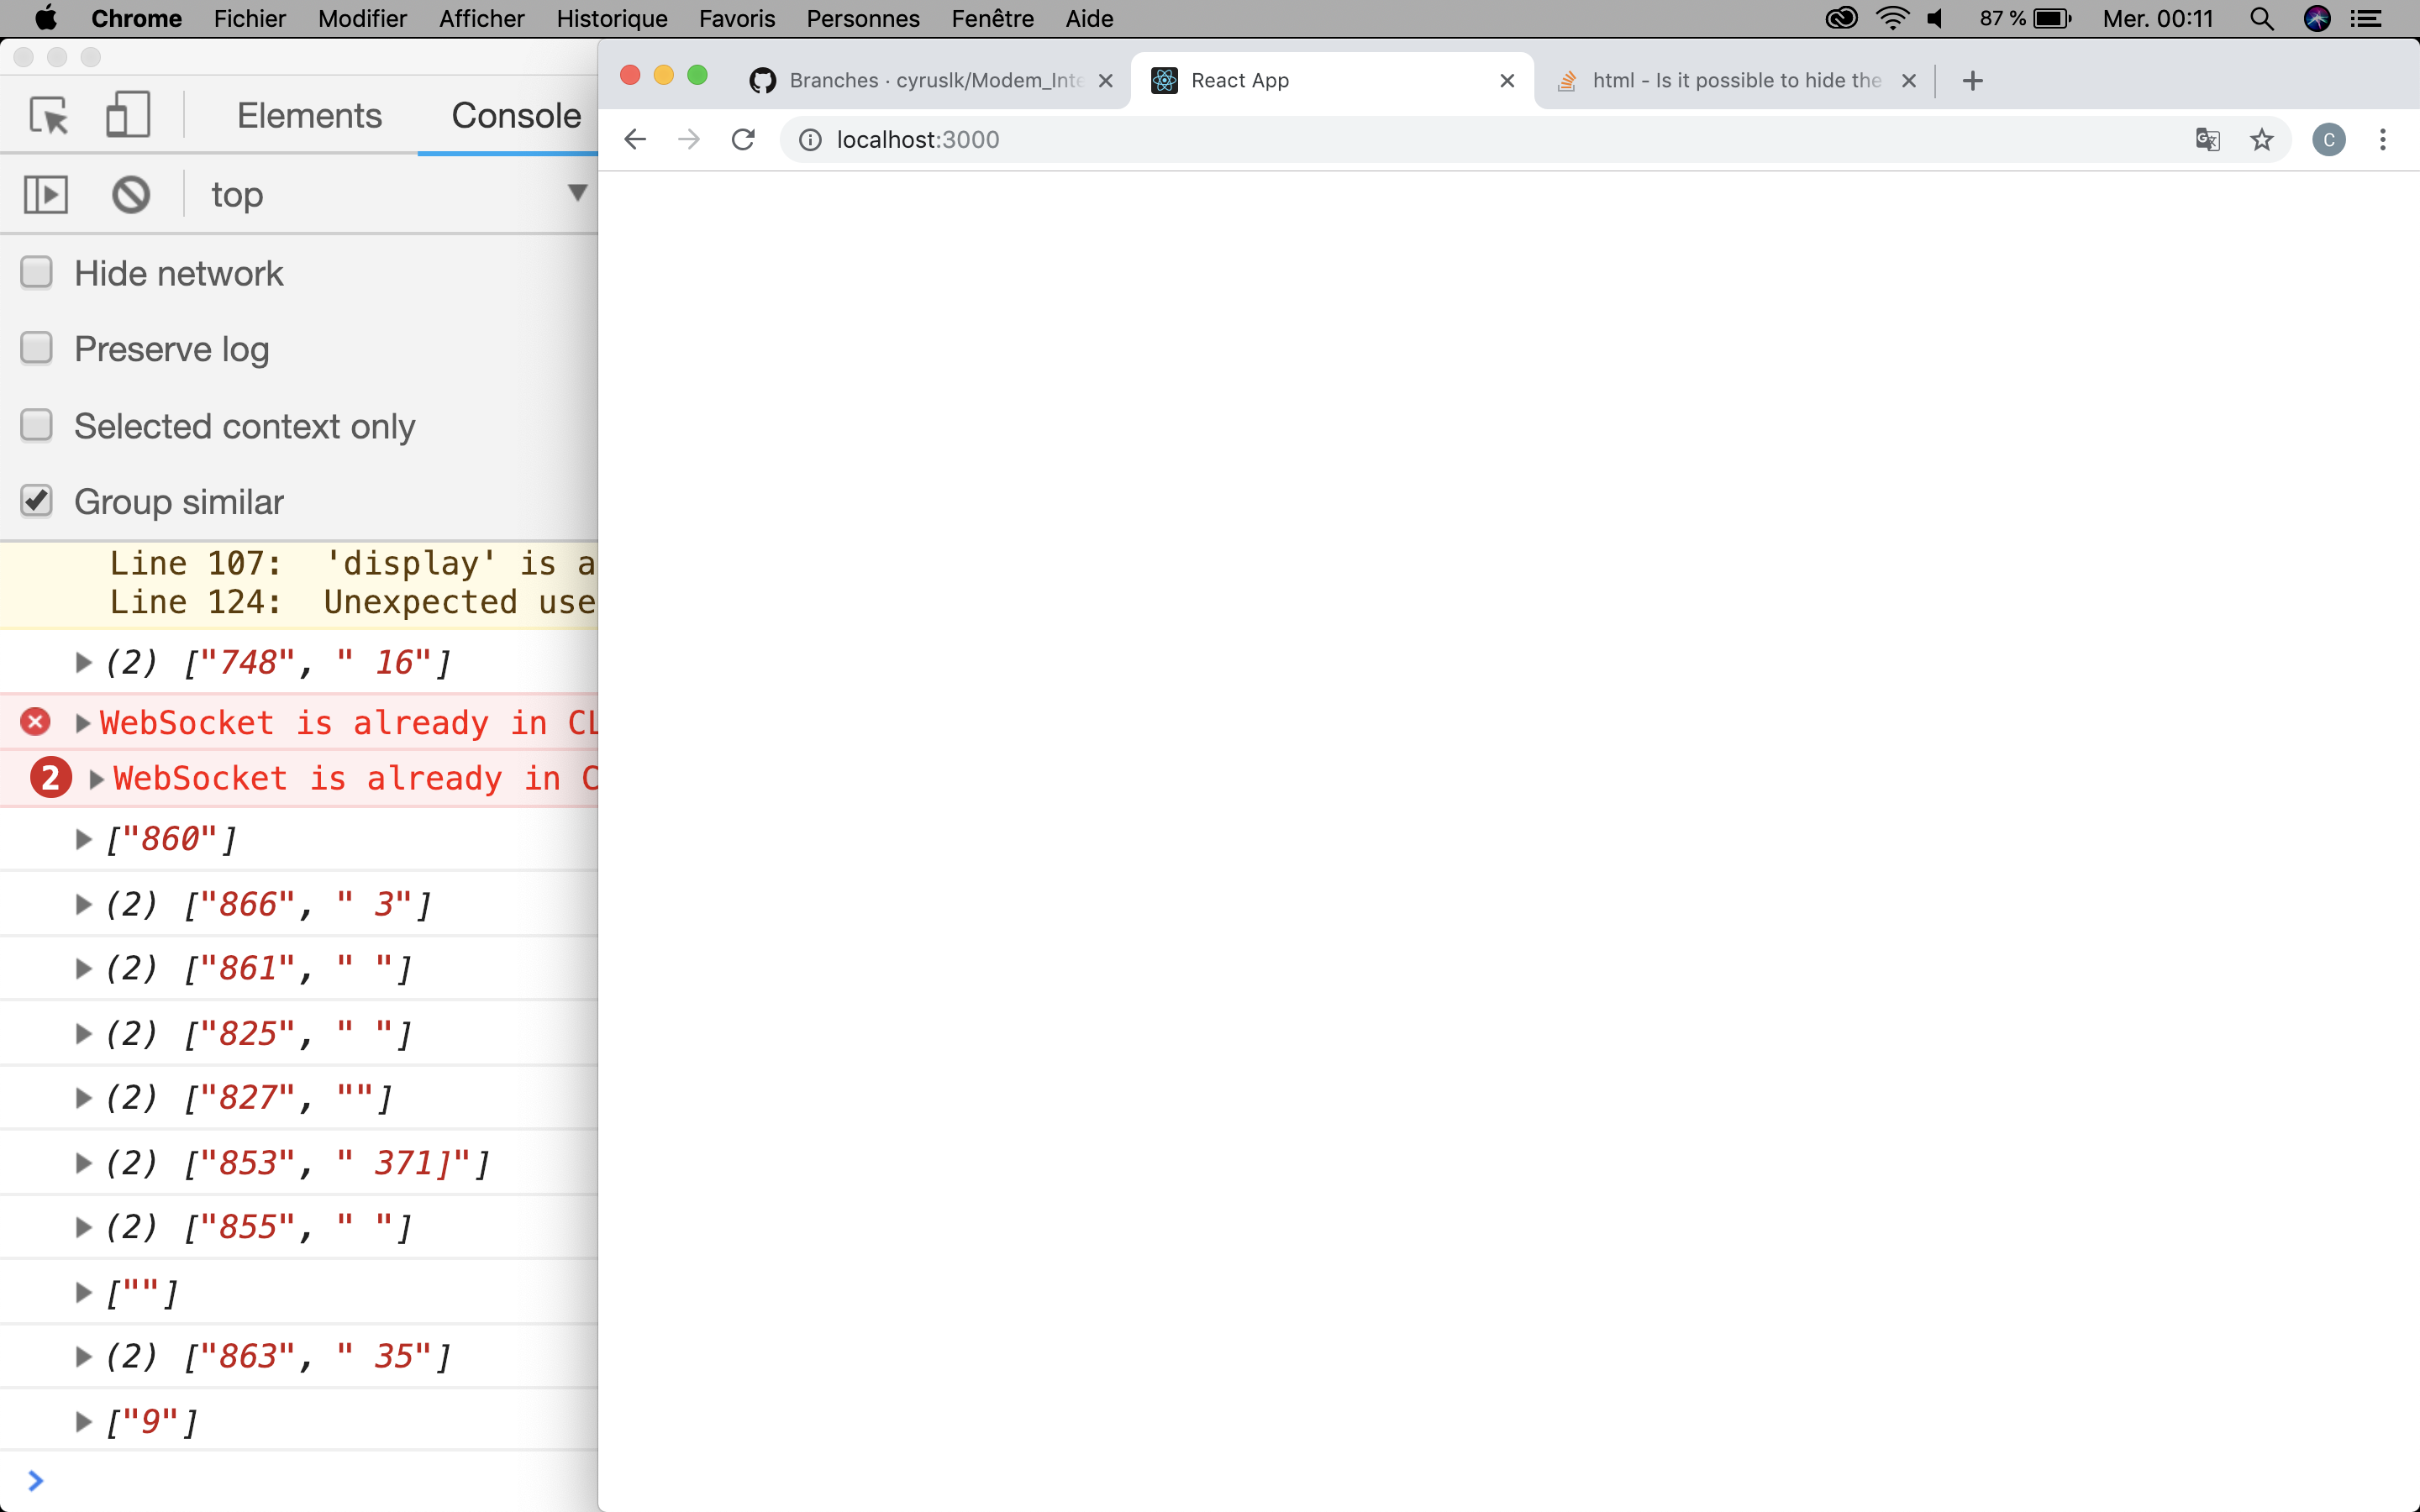 Chrome Fichier Modifier Afficher Historique Favoris Personnes Fenêtre Aide 87 % Mer. 00:11
Branches · cyruslk/Modem_Inte
React App
html - Is it possible to hide the
localhost:3000
C
Elements Console
top
Hide network
Preserve log
Selected context only
Group similar
Line 107: 'display' is a
Line 124: Unexpected use
(2) ["748", " 16"]
WebSocket is already in CL
2 WebSocket is already in C
["860"]
(2) ["866", " 3"]
(2) ["861", " "]
(2) ["825", " "]
(2) ["827", ""]
(2) ["853", " 371]"]
(2) ["855", " "]
[""]
(2) ["863", " 35"]
["9"]